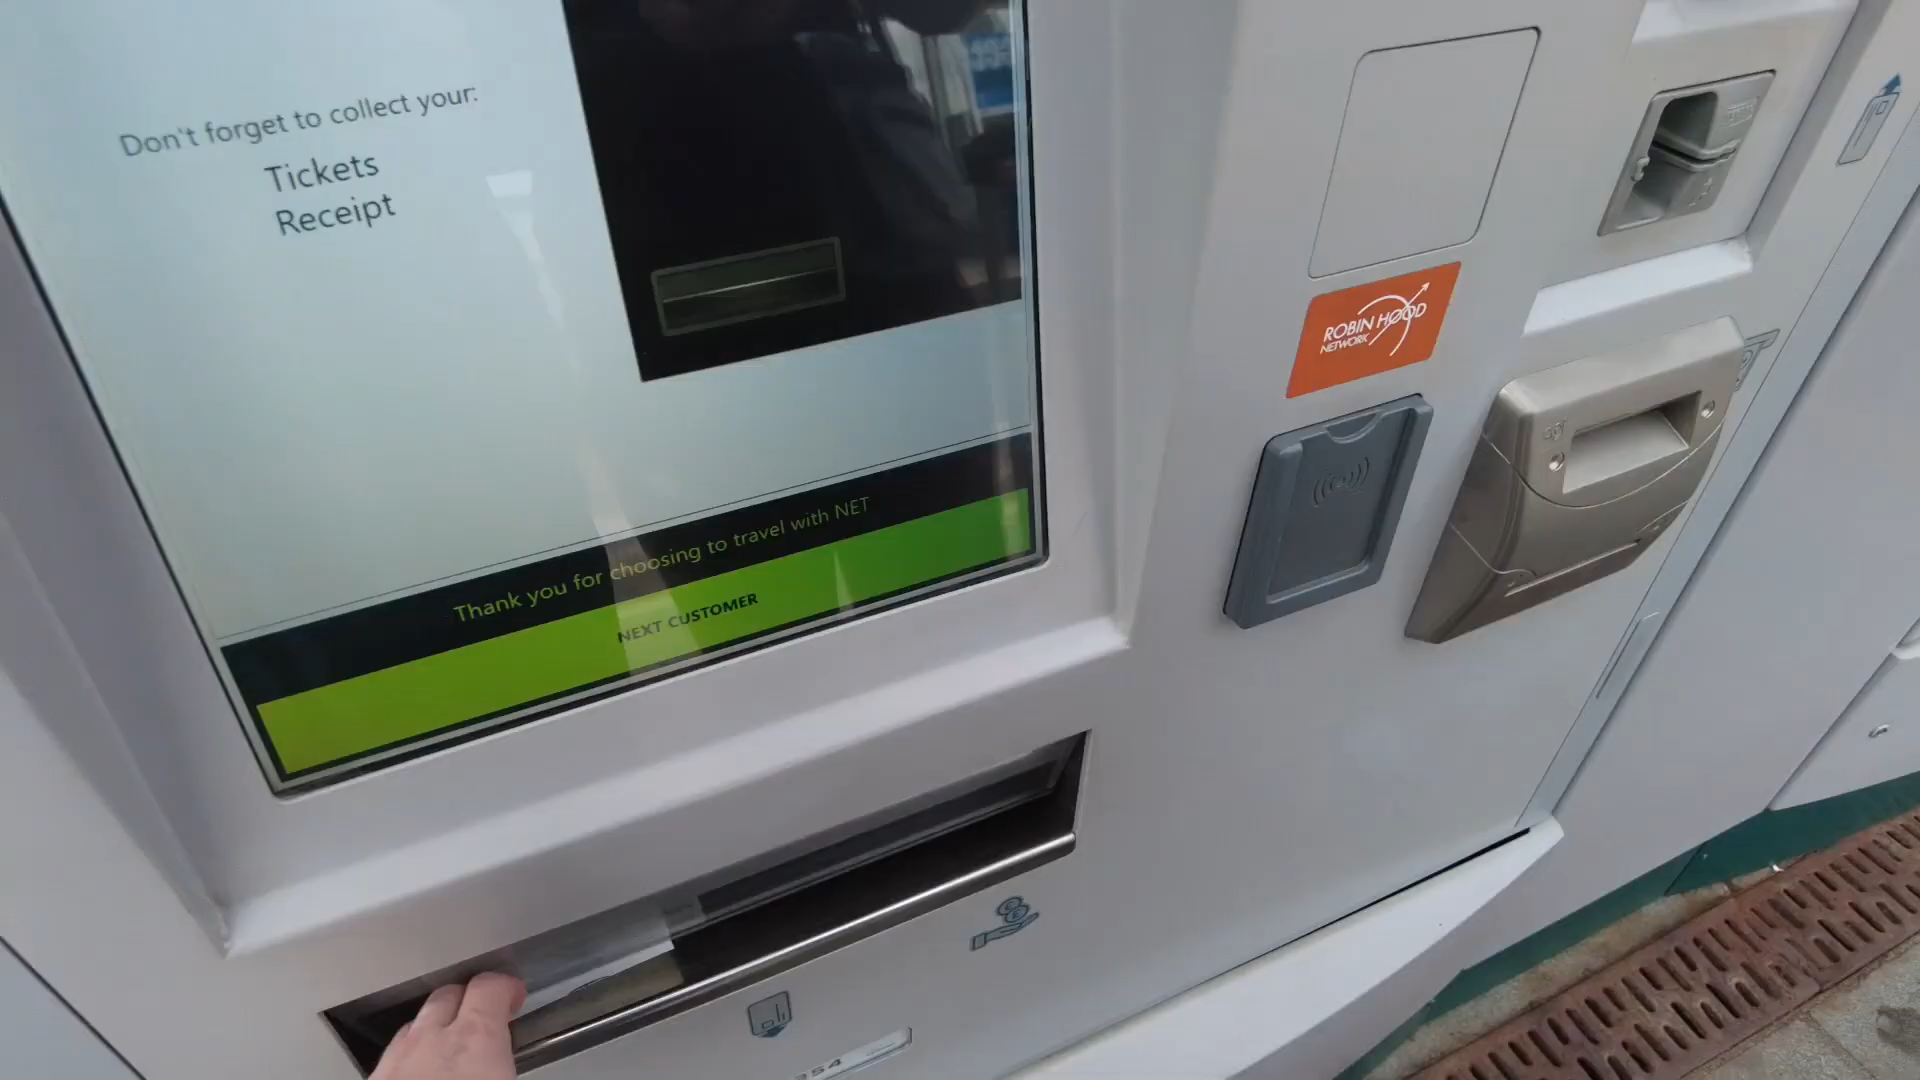 Don't forget to collect your:
Tickets
Receipt
Thank you for choosing to travel with NET
NEXT CUSTOMER
ROBIN HOOD
NETWORK
354